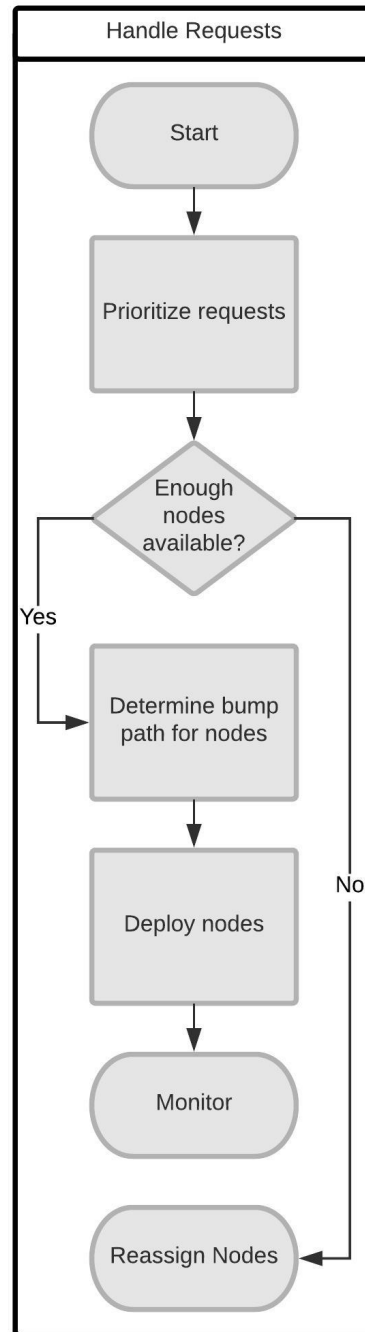 Handle Requests
Start
Prioritize requests
Enough
nodes
available?
Yes
Determine bump
path for nodes
Deploy nodes
No
Monitor
Reassign Nodes